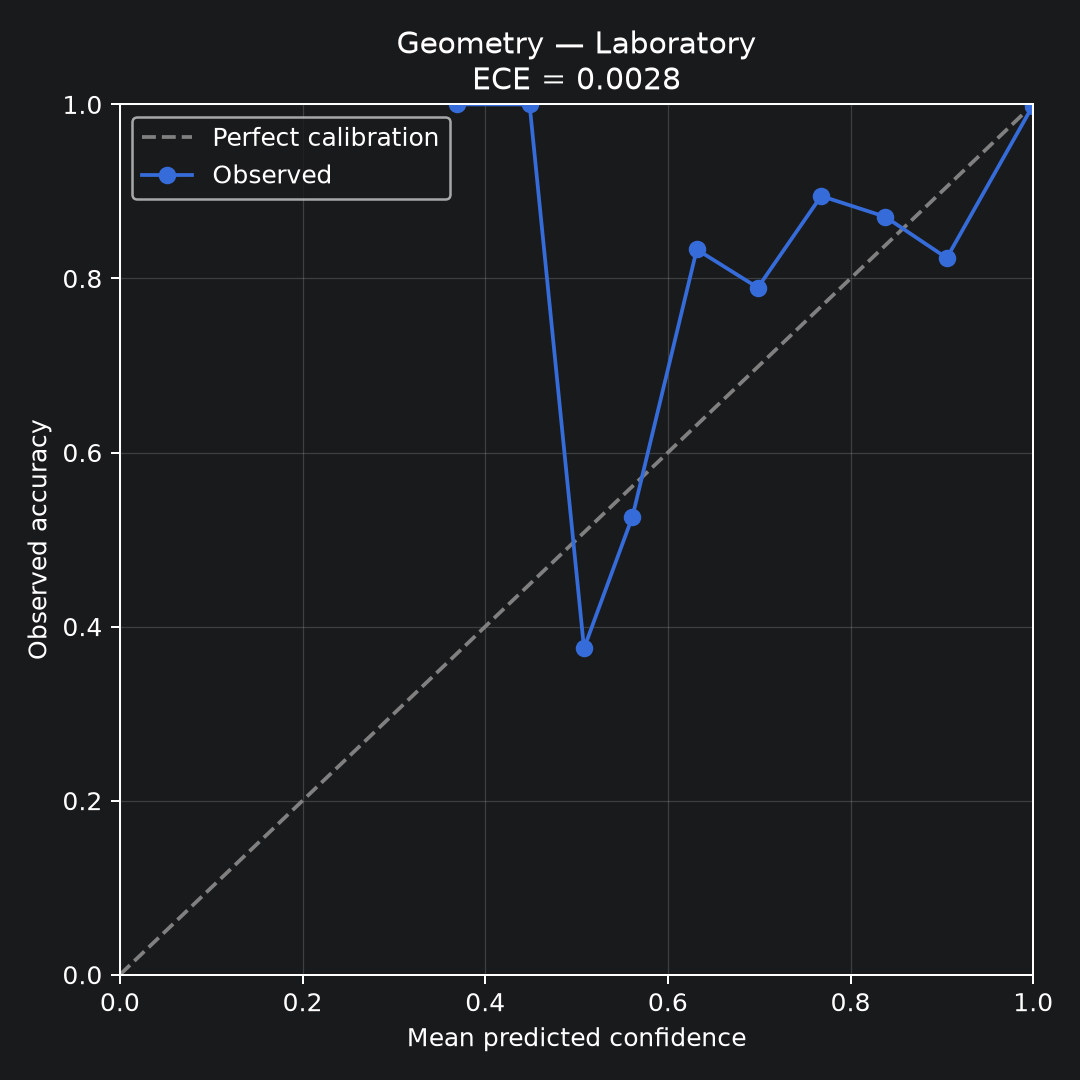 Geometry — Laboratory
ECE = 0.0028
Perfect calibration
Observed
1.0
0.8
0.6
0.4
0.2
0.0
Observed accuracy
0.0 0.2 0.4 0.6 0.8 1.0
Mean predicted confidence